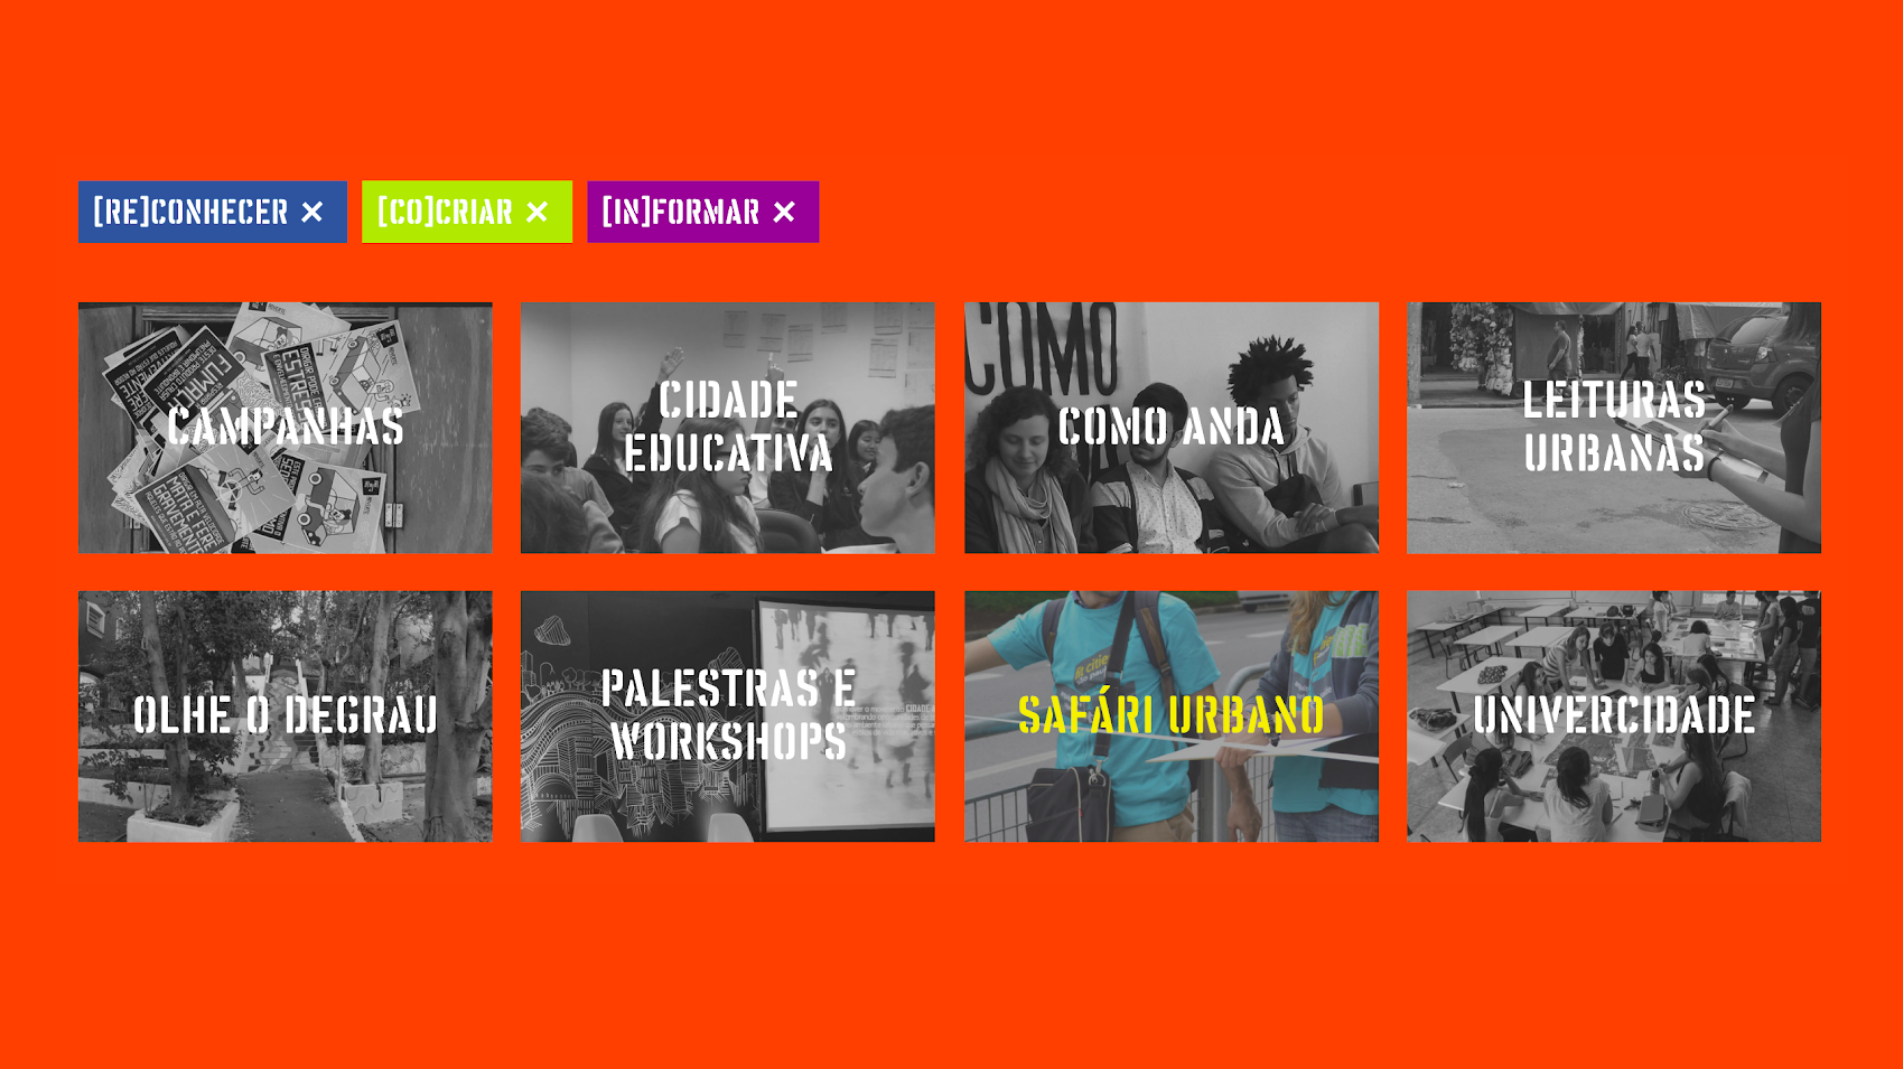 [RE]CONHECER ×
[CO]CRIAR ×
[IN]FORMAR ×
CAMPANHAS
CIDADE
EDUCATIVA
COMO
COMO ANDA
LEITURAS
URBANAS
OLHE O DEGRAU
PALESTRAS E
WORKSHOPS
SAFÁRI URBANO
UNIVERCIDADE